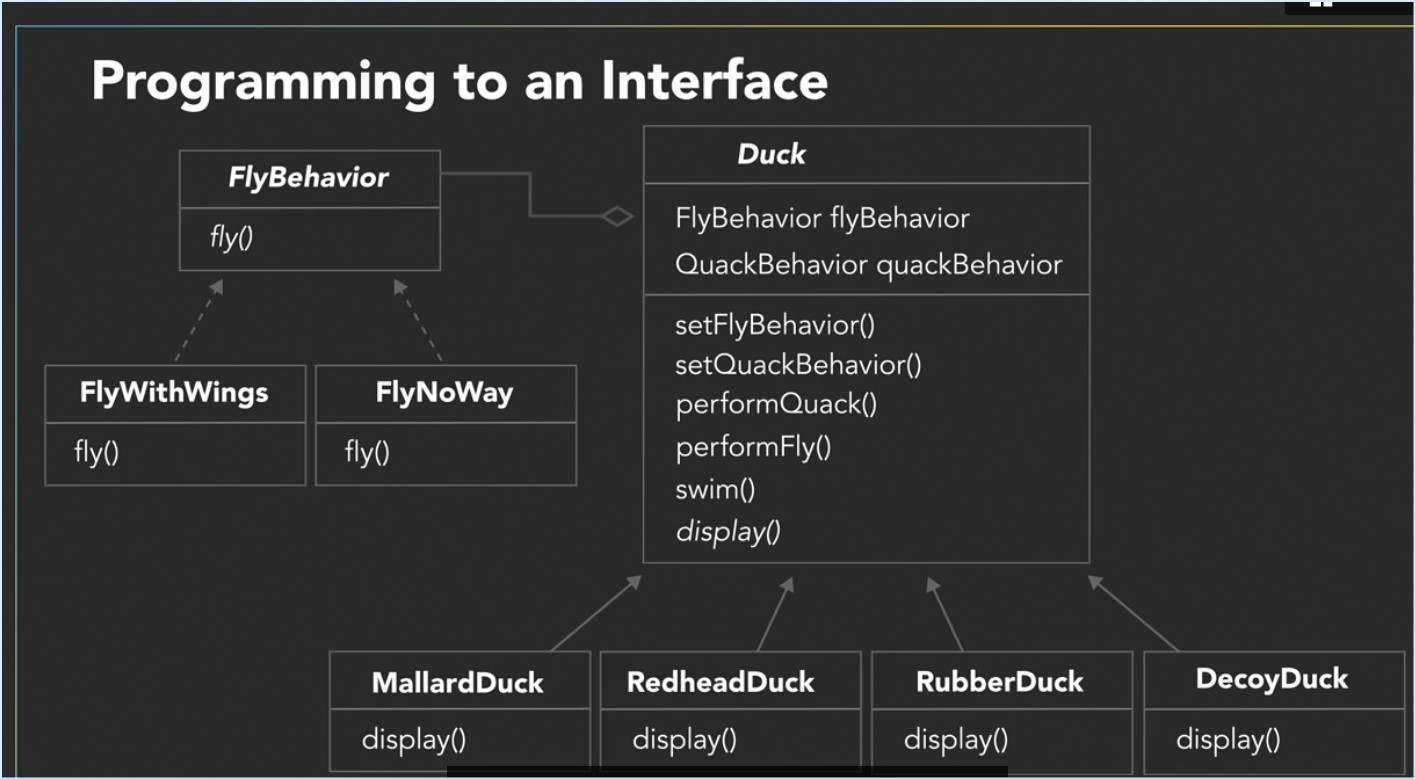 Programming to an Interface
FlyBehavior
fly()
FlyWithWings
fly()
FlyNoWay
fly()
Duck
FlyBehavior flyBehavior
QuackBehavior quackBehavior
setFlyBehavior()
setQuackBehavior()
performQuack()
performFly()
swim()
display()
MallardDuck
display()
RedheadDuck
display()
RubberDuck
display()
DecoyDuck
display()